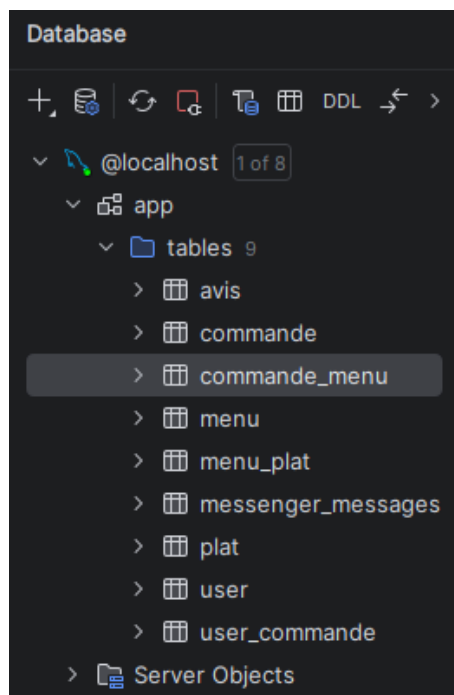 Database
DDL
@localhost 1 of 8
app
tables 9
avis
commande
commande_menu
menu
menu_plat
messenger_messages
plat
user
user_commande
Server Objects